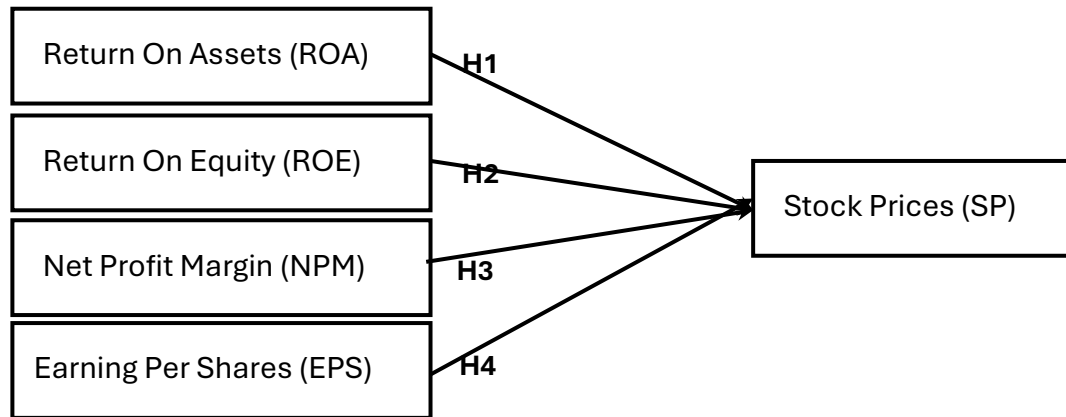 Return On Assets (ROA)
H1
Return On Equity (ROE)
H2
Stock Prices (SP)
Net Profit Margin (NPM)
H3
Earning Per Shares (EPS)
H4